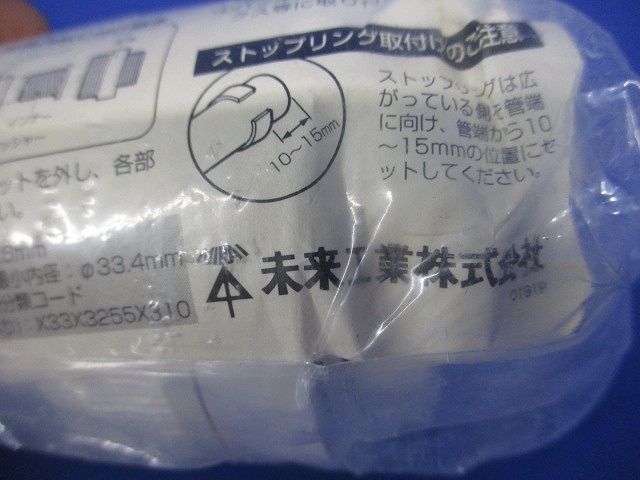 ストップリング取付けのご注意
ストップリングは広
がっている側を管端
に向け、管端から10
～15mmの位置にセ
ットしてください。
10～15mm
ットを外し、各部
い。
6mm
小内径：φ33.4mm
分類コード
X33X3255X310
未来工業株式会社